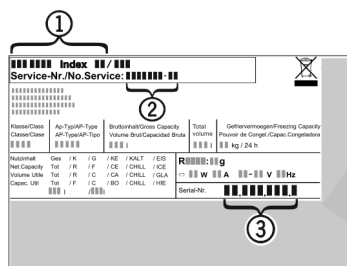 1
Index /
Service-Nr./No.Service: -
2
Klasse/Class
Classe/Clase
Ap-Typ/AP-Type
AP-Type/AP-Tipo
Bruttoinhalt/Gross Capacity
Volume Brut/Capacidad Bruta
l
Total
volume
l
Gefriervermoegen/Freezing Capacity
Pouvoir de Congel./Cap.Congeladora
kg / 24 h
Nutzinhalt Ges / K / G / KE / KALT / EIS
Net.Capacity Tot / R / F / CE / CHILL / ICE
Volume Utile Tot / R / C / CA / CHILL / GLA
Capac. Util Tot / F / C / BO / CHILL / HIE
l / l
R : g
W A - V Hz
Serial-Nr. . . .
3